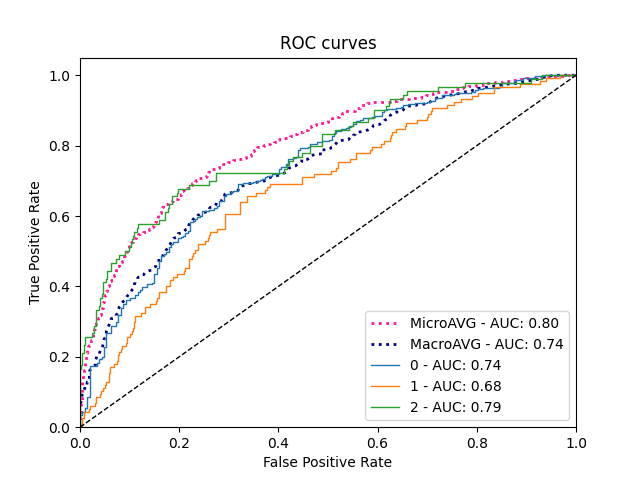 ROC curves
True Positive Rate
1.0
0.8
0.6
0.4
0.2
0.0
MicroAVG - AUC: 0.80
MacroAVG - AUC: 0.74
0 - AUC: 0.74
1 - AUC: 0.68
2 - AUC: 0.79
0.0 0.2 0.4 0.6 0.8 1.0
False Positive Rate